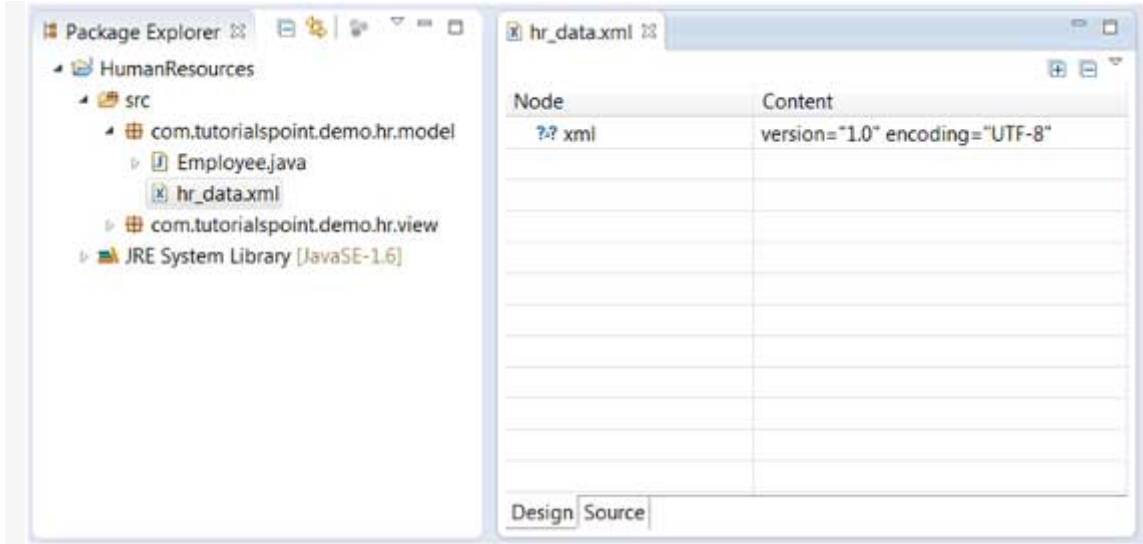 Package Explorer
HumanResources
src
com.tutorialspoint.demo.hr.model
Employee.java
hr_data.xml
com.tutorialspoint.demo.hr.view
JRE System Library [JavaSE-1.6]
hr_data.xml
Node Content
?-? xml version="1.0" encoding="UTF-8"
Design Source